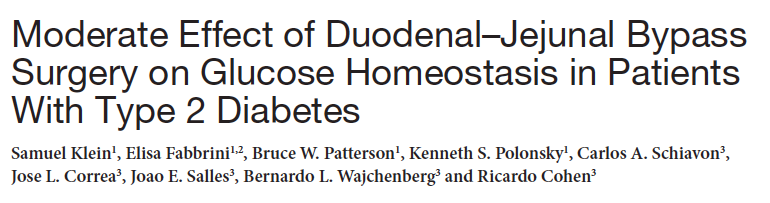 Moderate Effect of Duodenal–Jejunal Bypass
Surgery on Glucose Homeostasis in Patients
With Type 2 Diabetes
Samuel Klein¹, Elisa Fabbrini¹,², Bruce W. Patterson¹, Kenneth S. Polonsky¹, Carlos A. Schiavon³,
Jose L. Correa³, Joao E. Salles³, Bernardo L. Wajchenberg³ and Ricardo Cohen³